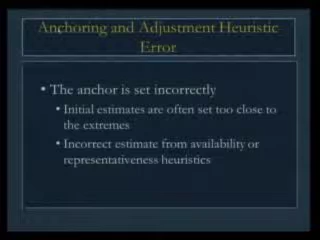 Anchoring and Adjustment Heuristic
Error
• The anchor is set incorrectly
• Initial estimates are often set too close to
the extremes
• Incorrect estimate from availability or
representativeness heuristics